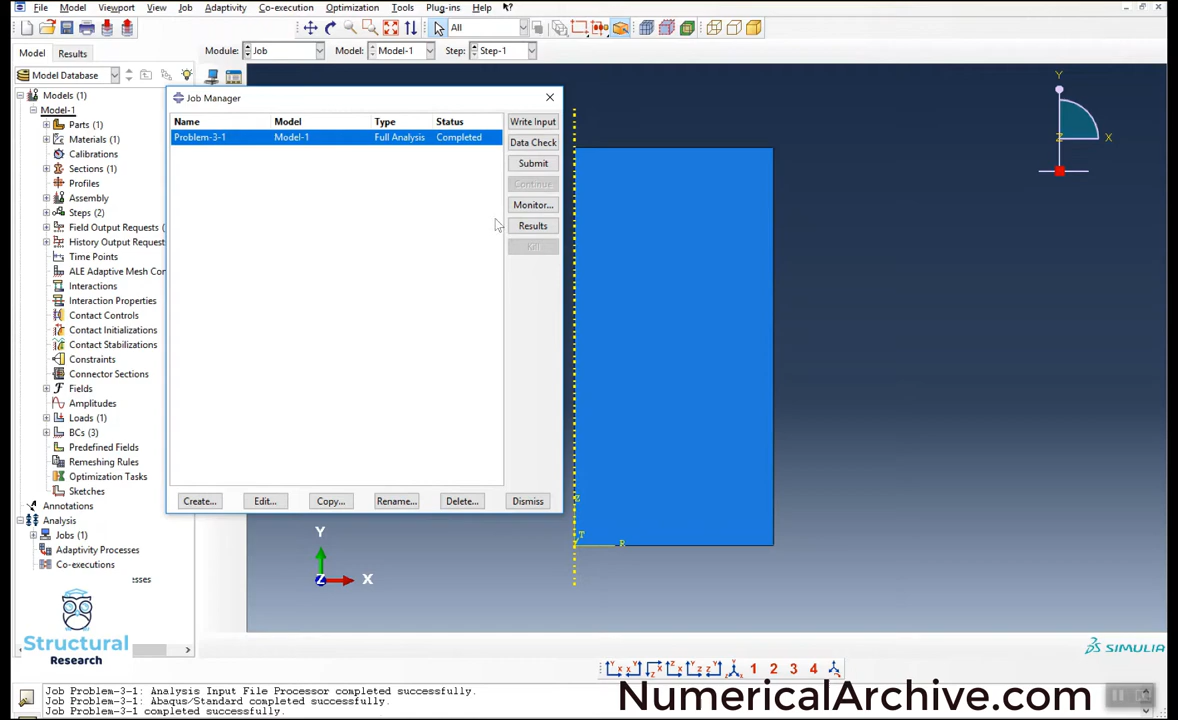 File Model Viewport View Job Adaptivity Co-execution Optimization Tools Plug-ins Help
All
Module: Job Model: Model-1 Step: Step-1
Model Results
Model Database
Models (1)
Model-1
Parts (1)
Materials (1)
Calibrations
Sections (1)
Profiles
Assembly
Steps (2)
Field Output Requests
History Output Requests
Time Points
ALE Adaptive Mesh Con
Interactions
Interaction Properties
Contact Controls
Contact Initializations
Contact Stabilizations
Constraints
Connector Sections
Fields
Amplitudes
Loads (1)
BCs (3)
Predefined Fields
Remeshing Rules
Optimization Tasks
Sketches
Annotations
Analysis
Jobs (1)
Adaptivity Processes
Co-executions
esses
Structural
Research
Job Manager
Name Model Type Status
Problem-3-1 Model-1 Full Analysis Completed
Write Input
Data Check
Submit
Continue
Monitor...
Results
Kill
Create... Edit... Copy... Rename... Delete... Dismiss
Y
Z X
Z
T R
Y
Z X
SIMULIA
1 2 3 4
Job Problem-3-1: Analysis Input File Processor completed successfully.
Job Problem-3-1: Abaqus/Standard completed successfully.
Job Problem-3-1 completed successfully.
NumericalArchive.com